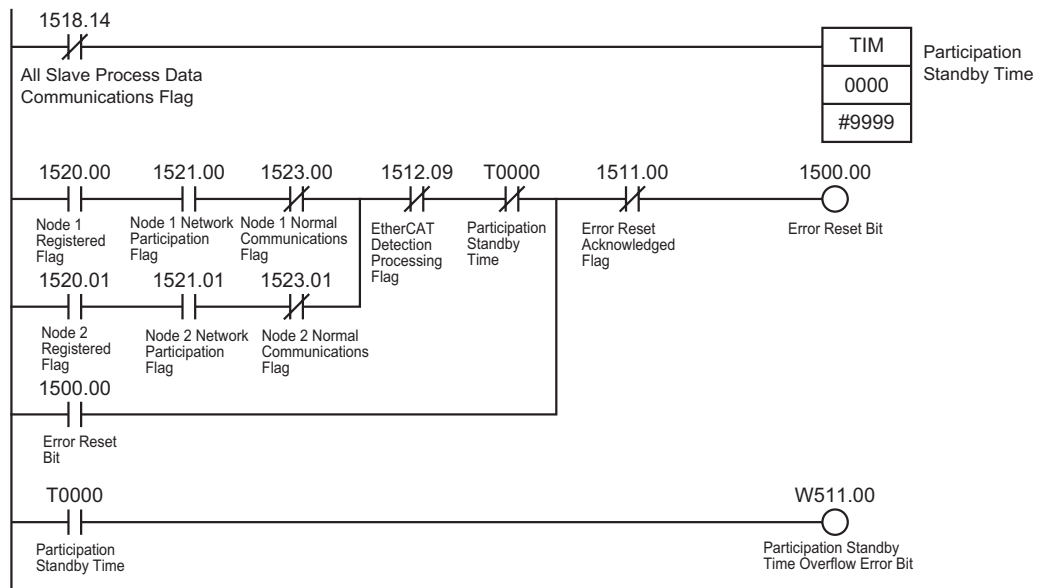 1518.14
All Slave Process Data
Communications Flag
TIM
0000
#9999
Participation
Standby Time
1520.00
1521.00
1523.00
1512.09
T0000
1511.00
1500.00
Node 1
Registered
Flag
Node 1 Network
Participation
Flag
Node 1 Normal
Communications
Flag
EtherCAT
Detection
Processing
Flag
Participation
Standby
Time
Error Reset
Acknowledged
Flag
Error Reset Bit
1520.01
1521.01
1523.01
Node 2
Registered
Flag
Node 2 Network
Participation
Flag
Node 2 Normal
Communications
Flag
1500.00
Error Reset
Bit
T0000
W511.00
Participation
Standby Time
Participation Standby
Time Overflow Error Bit